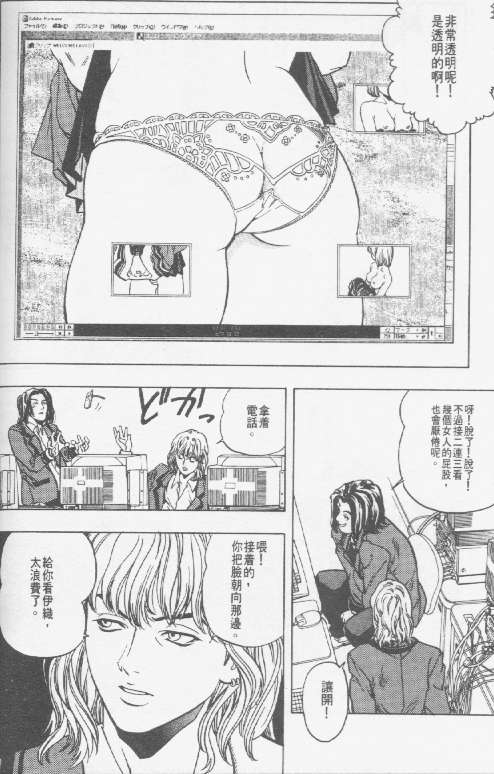 非常透明呢！
是透明的啊！
呀！脫了！脫了！
不過接二連三看
幾個女人的屁股，
也會厭倦呢。
讓開！
拿着
電話。
ドガっ
喂！
接着的，
你把臉朝向那邊。
給你看伊織，
太浪費了。